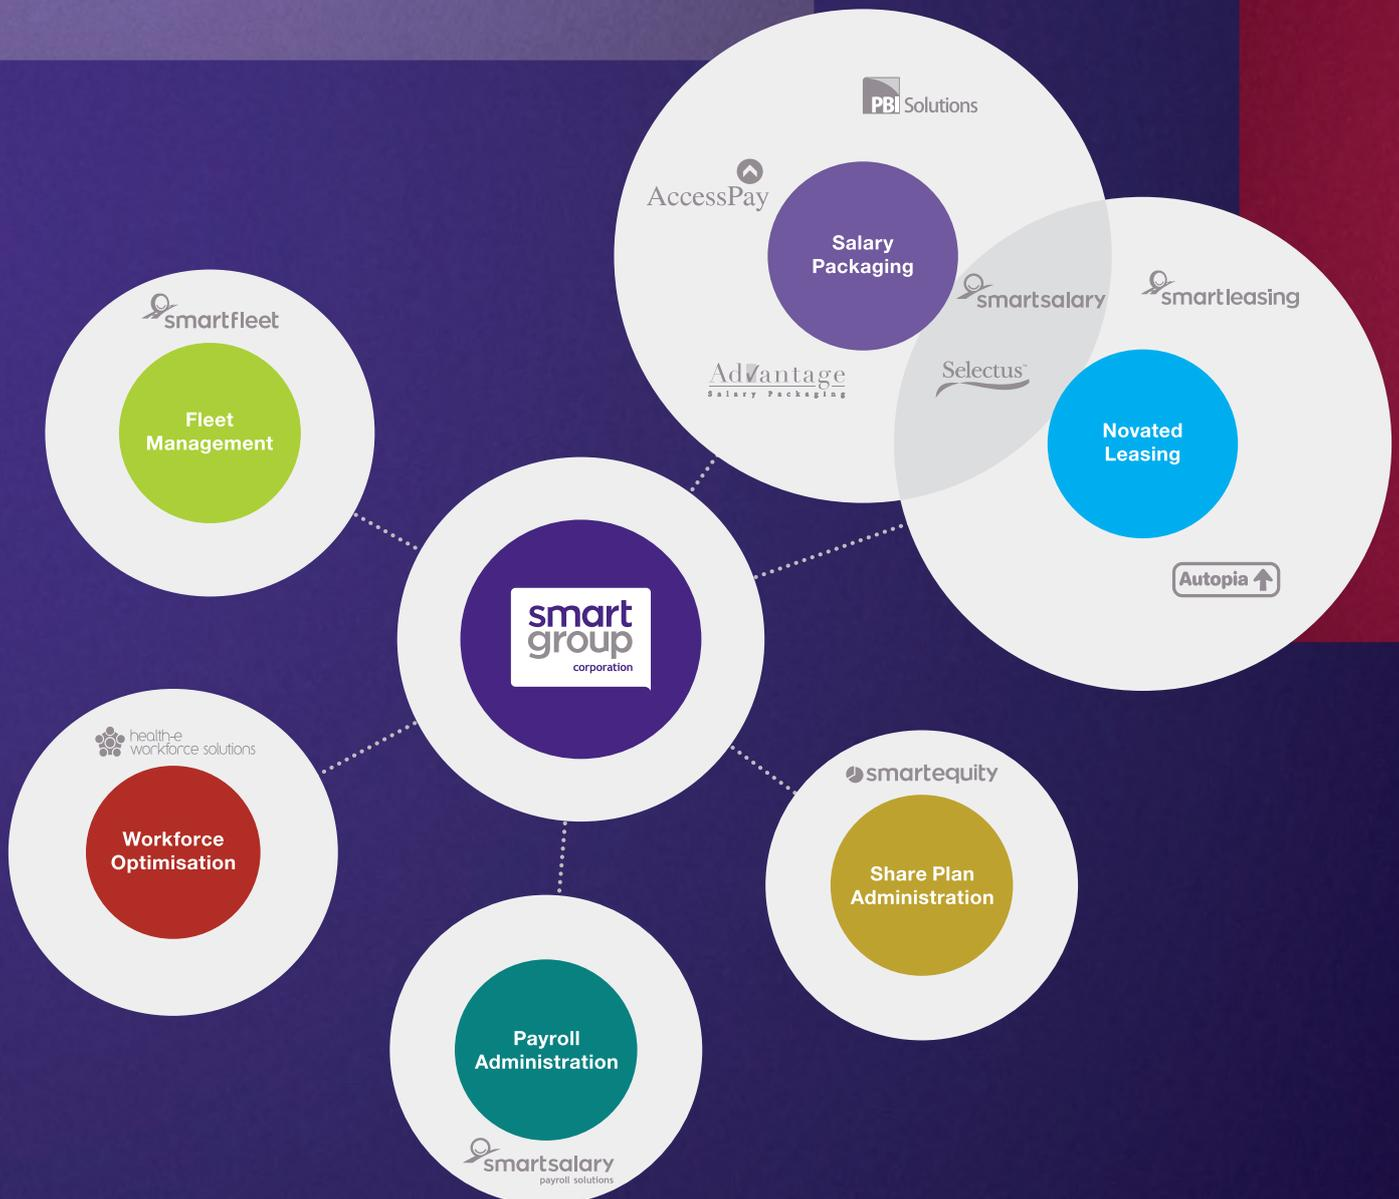 PBI Solutions
AccessPay
Salary
Packaging
smartsalary
smartleasing
smartfleet
Advantage
Salary Packaging
Selectus™
Fleet
Management
Novated
Leasing
Autopia
smart
group
corporation
health-e
workforce solutions
smartequity
Workforce
Optimisation
Share Plan
Administration
Payroll
Administration
smartsalary
payroll solutions